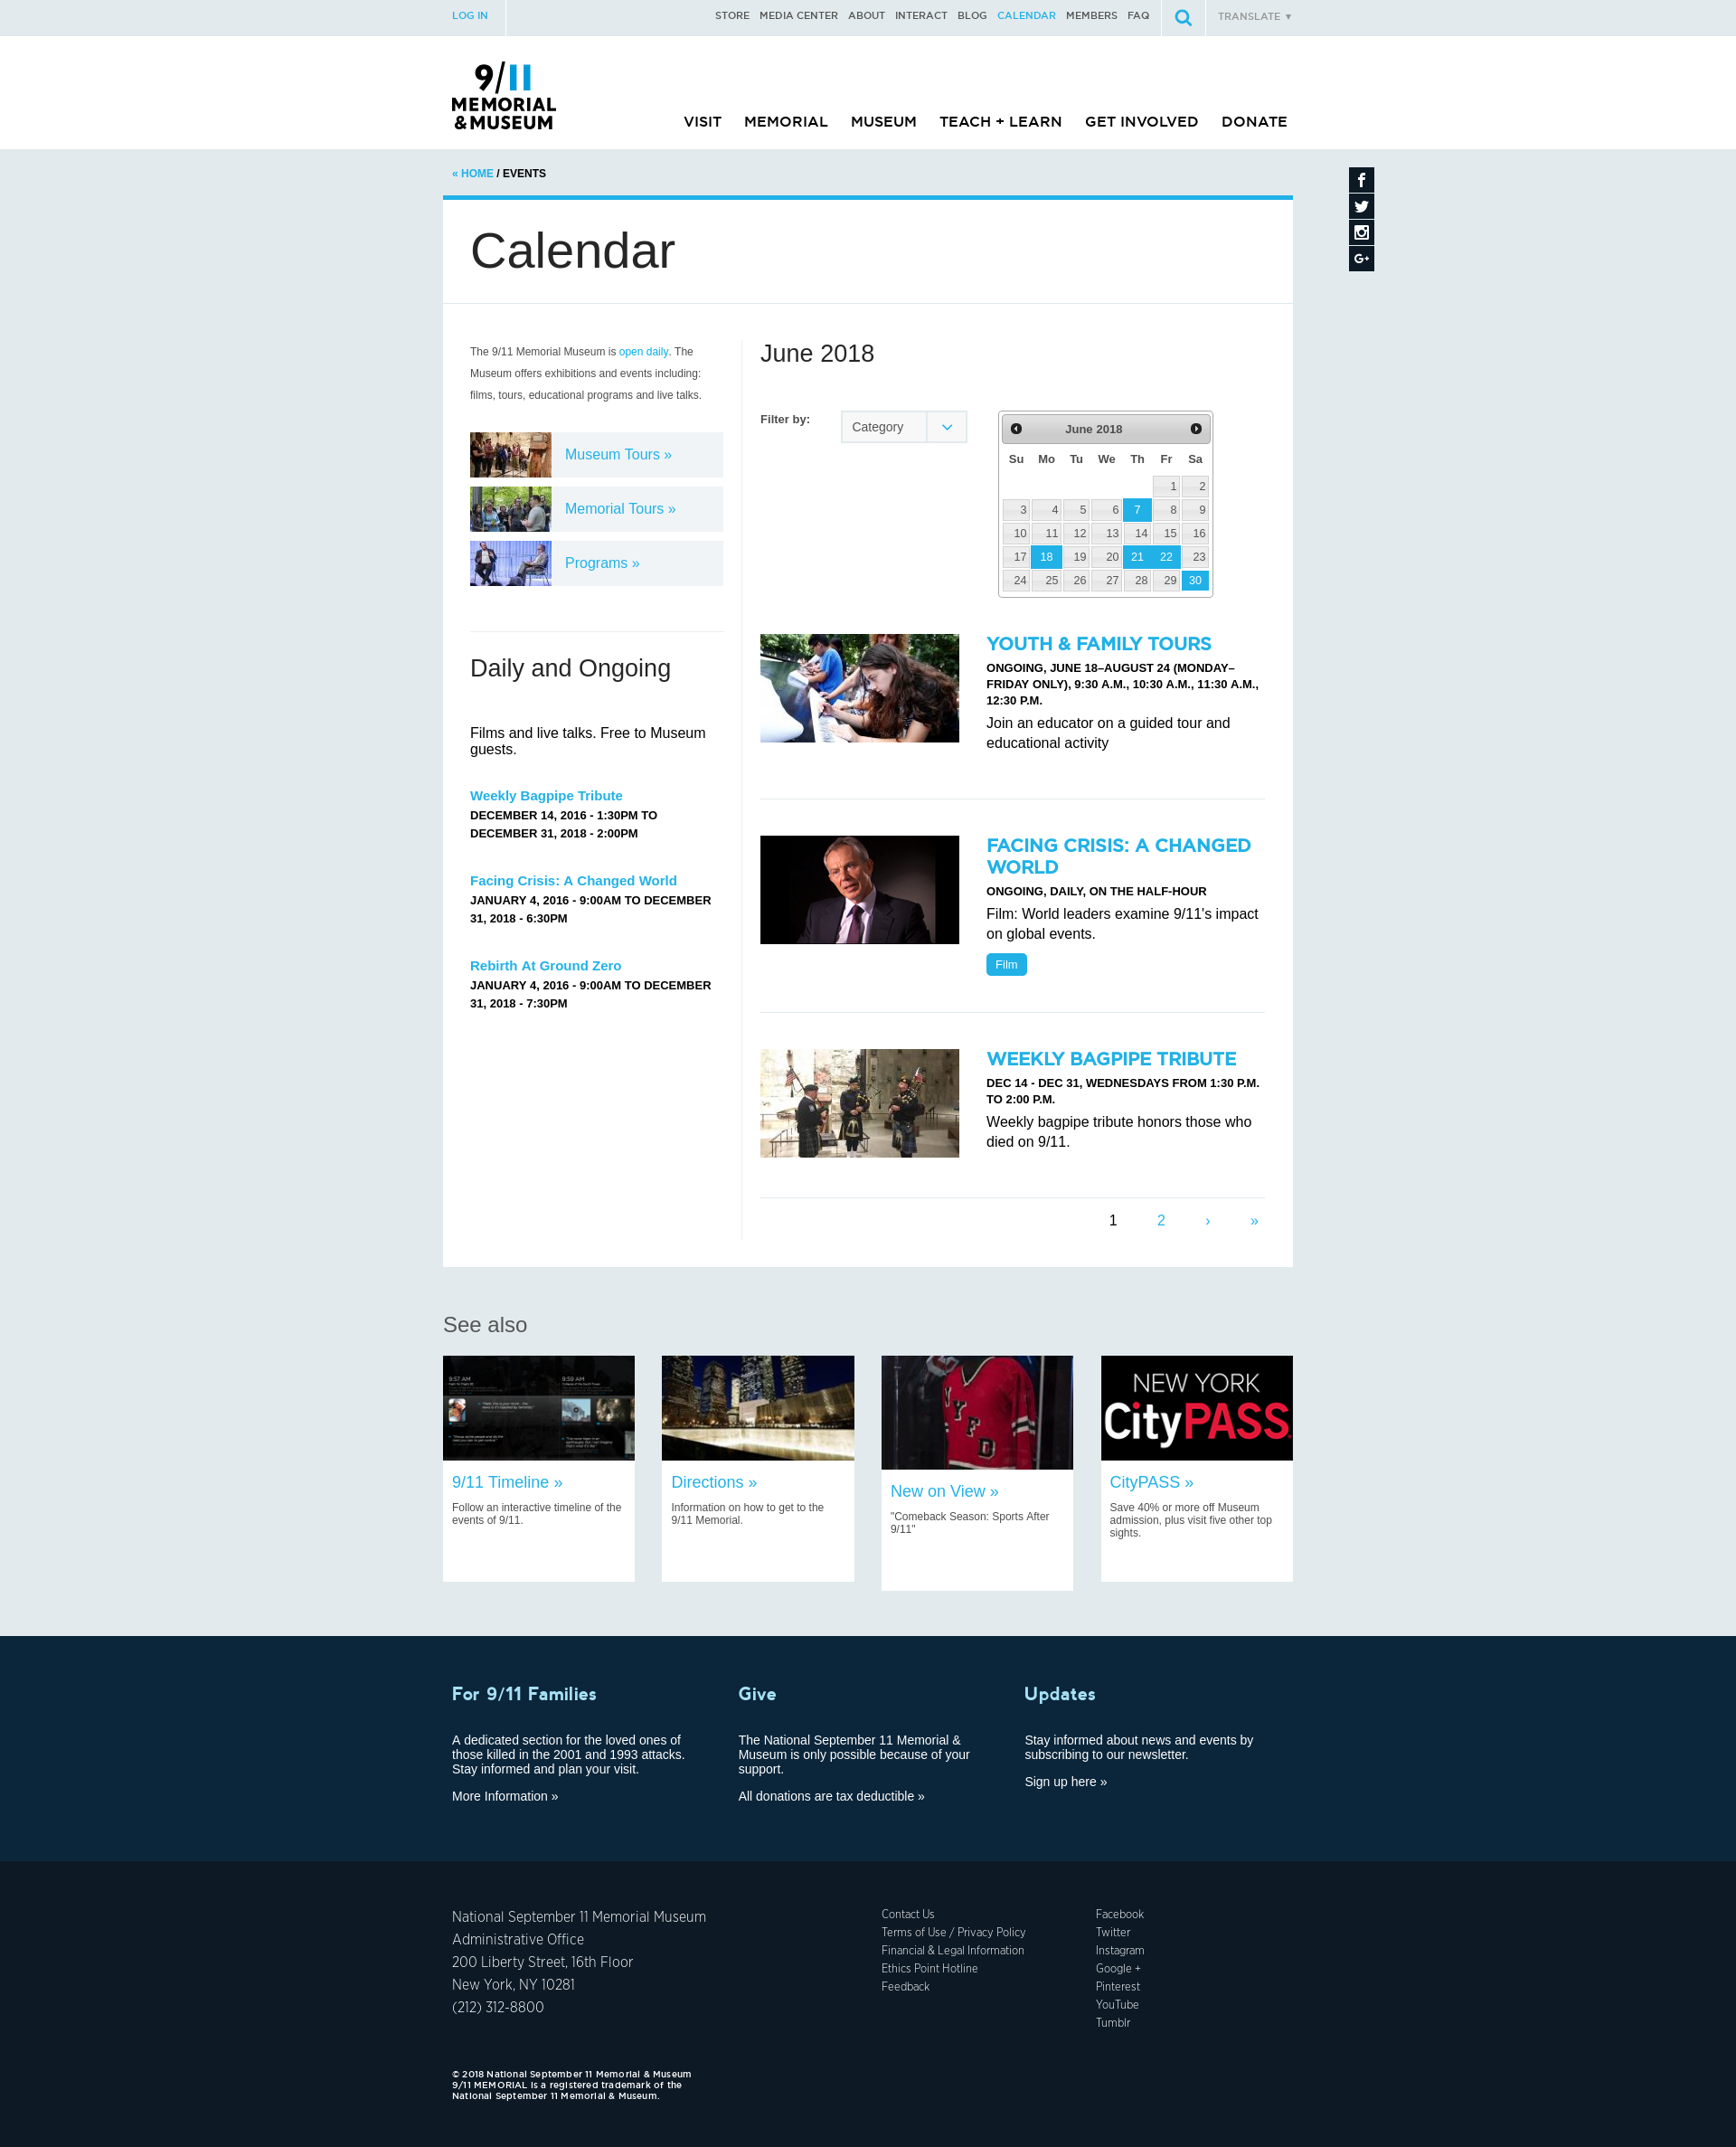 LOG IN
STORE MEDIA CENTER ABOUT INTERACT BLOG CALENDAR MEMBERS FAQ
TRANSLATE ▼
9/11
MEMORIAL
& MUSEUM
VISIT MEMORIAL MUSEUM TEACH + LEARN GET INVOLVED DONATE
« HOME / EVENTS
Calendar
The 9/11 Memorial Museum is open daily. The
Museum offers exhibitions and events including:
films, tours, educational programs and live talks.
Museum Tours »
Memorial Tours »
Programs »
Daily and Ongoing
Films and live talks. Free to Museum
guests.
Weekly Bagpipe Tribute
DECEMBER 14, 2016 - 1:30PM TO
DECEMBER 31, 2018 - 2:00PM
Facing Crisis: A Changed World
JANUARY 4, 2016 - 9:00AM TO DECEMBER
31, 2018 - 6:30PM
Rebirth At Ground Zero
JANUARY 4, 2016 - 9:00AM TO DECEMBER
31, 2018 - 7:30PM
June 2018
Filter by:
Category
June 2018
Su Mo Tu We Th Fr Sa
1 2
3 4 5 6 7 8 9
10 11 12 13 14 15 16
17 18 19 20 21 22 23
24 25 26 27 28 29 30
YOUTH & FAMILY TOURS
ONGOING, JUNE 18–AUGUST 24 (MONDAY–
FRIDAY ONLY), 9:30 A.M., 10:30 A.M., 11:30 A.M.,
12:30 P.M.
Join an educator on a guided tour and
educational activity
FACING CRISIS: A CHANGED
WORLD
ONGOING, DAILY, ON THE HALF-HOUR
Film: World leaders examine 9/11's impact
on global events.
Film
WEEKLY BAGPIPE TRIBUTE
DEC 14 - DEC 31, WEDNESDAYS FROM 1:30 P.M.
TO 2:00 P.M.
Weekly bagpipe tribute honors those who
died on 9/11.
1 2 › »
See also
9:57 AM
9:59 AM
9/11 Timeline »
Follow an interactive timeline of the
events of 9/11.
Directions »
Information on how to get to the
9/11 Memorial.
NYFD
New on View »
"Comeback Season: Sports After
9/11"
NEW YORK
CityPASS
CityPASS »
Save 40% or more off Museum
admission, plus visit five other top
sights.
For 9/11 Families
A dedicated section for the loved ones of
those killed in the 2001 and 1993 attacks.
Stay informed and plan your visit.
More Information »
Give
The National September 11 Memorial &
Museum is only possible because of your
support.
All donations are tax deductible »
Updates
Stay informed about news and events by
subscribing to our newsletter.
Sign up here »
National September 11 Memorial Museum
Administrative Office
200 Liberty Street, 16th Floor
New York, NY 10281
(212) 312-8800
Contact Us
Terms of Use / Privacy Policy
Financial & Legal Information
Ethics Point Hotline
Feedback
Facebook
Twitter
Instagram
Google +
Pinterest
YouTube
Tumblr
© 2018 National September 11 Memorial & Museum
9/11 MEMORIAL is a registered trademark of the
National September 11 Memorial & Museum.